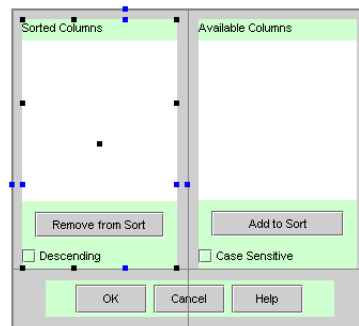 Sorted Columns
Available Columns
Remove from Sort
Add to Sort
Descending
Case Sensitive
OK
Cancel
Help